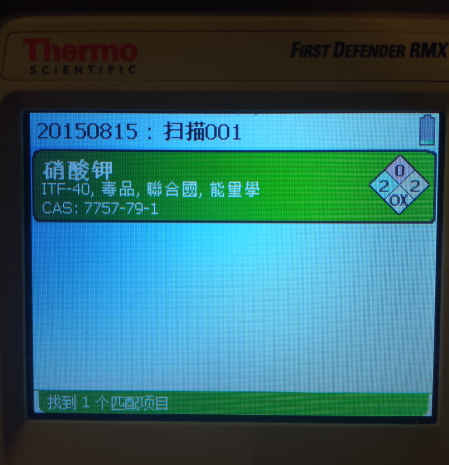 Thermo
SCIENTIFIC
FIRST DEFENDER RMX
20150815：扫描001
硝酸钾
ITF-40, 毒品, 聯合國, 能量學
CAS: 7757-79-1
0
2 2
OX
找到 1 个匹配项目